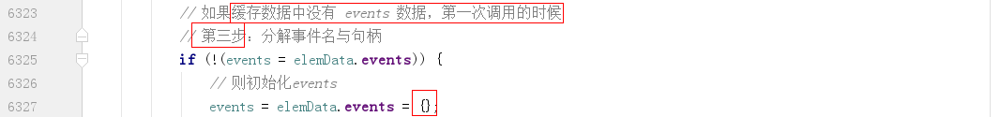 6323 // 如果缓存数据中没有 events 数据，第一次调用的时候
6324 // 第三步：分解事件名与句柄
6325 if (!(events = elemData.events)) {
6326 // 则初始化events
6327 events = elemData.events = {};